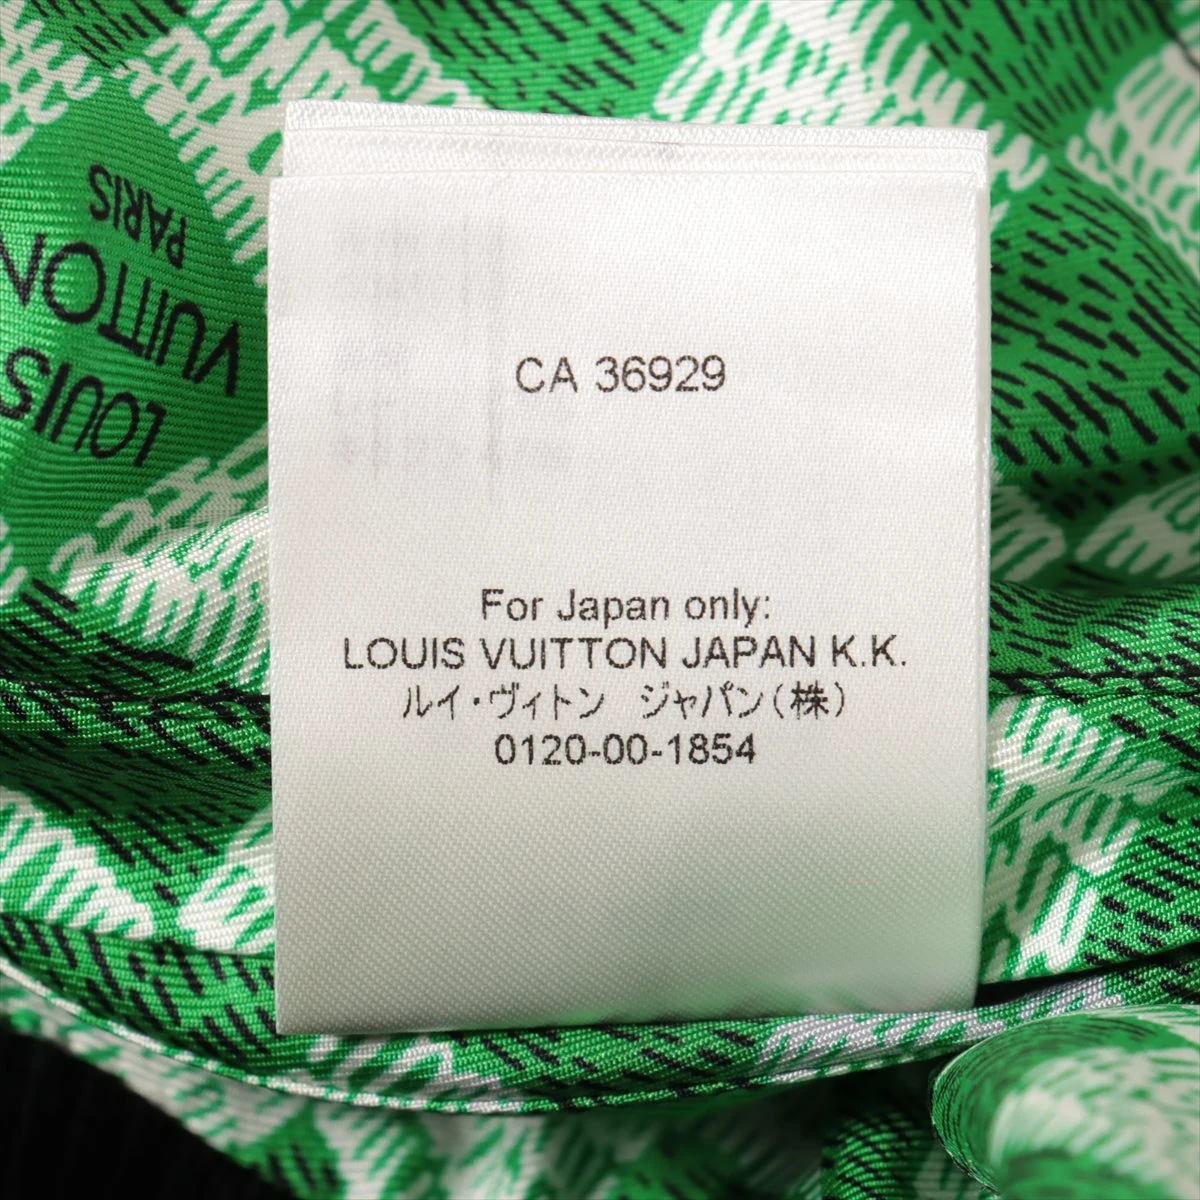 CA 36929
For Japan only:
LOUIS VUITTON JAPAN K.K.
ルイ・ヴィトン　ジャパン(株)
0120-00-1854
LOUIS
VUITTON
PARIS